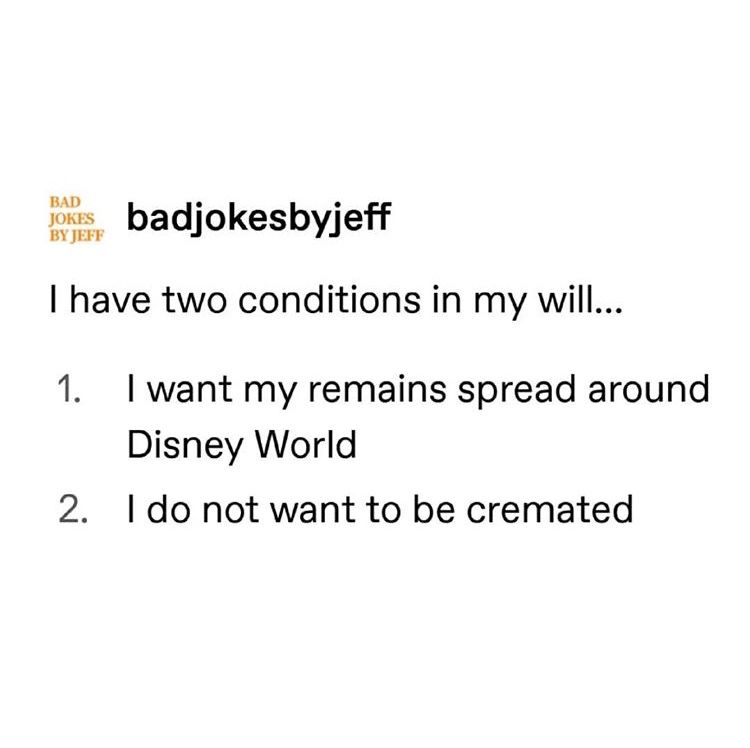 BAD
JOKES
BY JEFF
badjokesbyjeff
I have two conditions in my will...
1. I want my remains spread around
Disney World
2. I do not want to be cremated